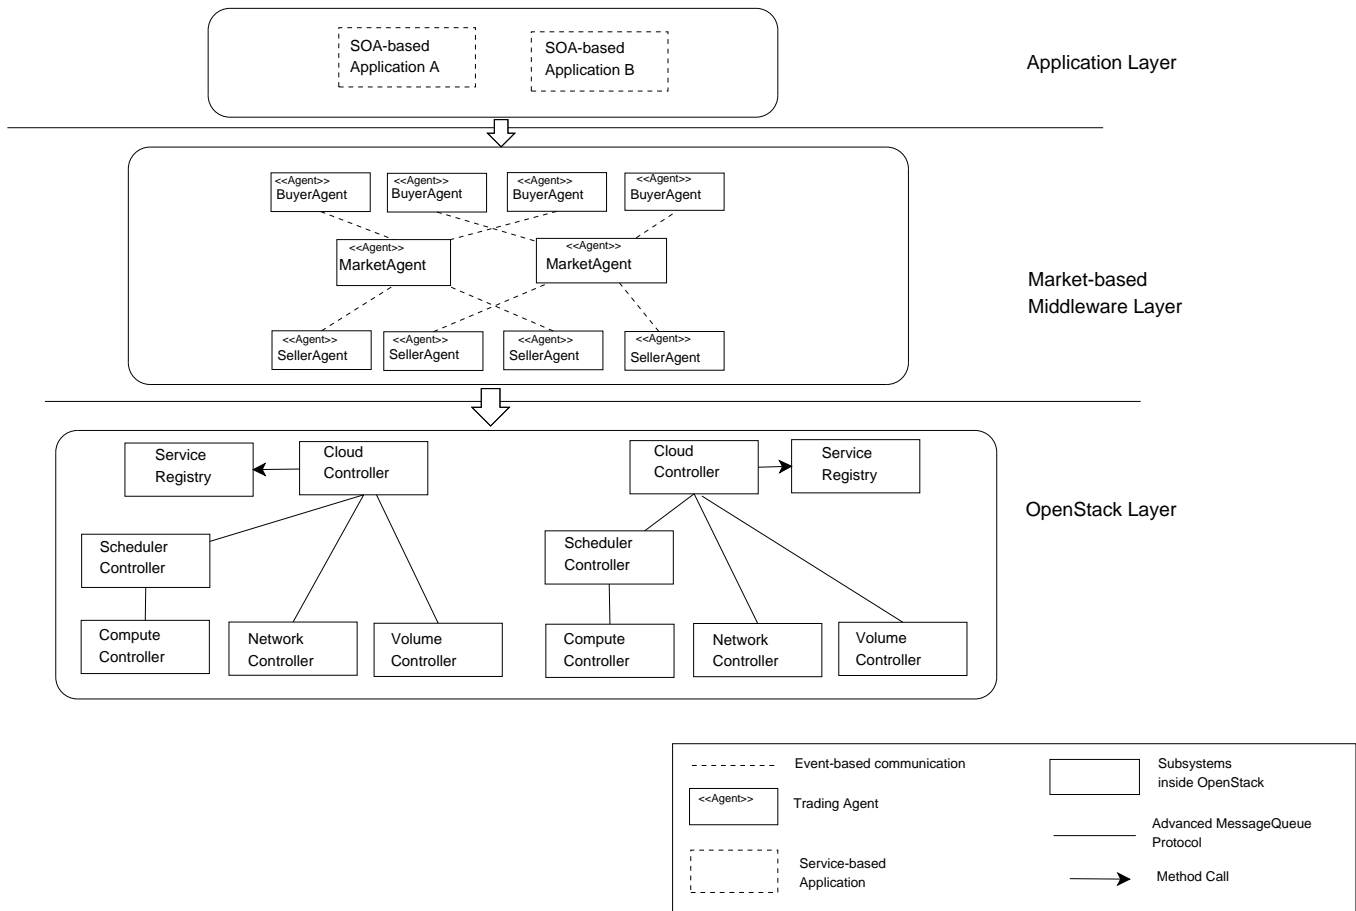 SOA-based
Application A
SOA-based
Application B
Application Layer
<<Agent>>
BuyerAgent
<<Agent>>
BuyerAgent
<<Agent>>
BuyerAgent
<<Agent>>
BuyerAgent
<<Agent>>
MarketAgent
<<Agent>>
MarketAgent
Market-based
Middleware Layer
<<Agent>>
SellerAgent
<<Agent>>
SellerAgent
<<Agent>>
SellerAgent
<<Agent>>
SellerAgent
Service
Registry
Cloud
Controller
Cloud
Controller
Service
Registry
OpenStack Layer
Scheduler
Controller
Scheduler
Controller
Compute
Controller
Network
Controller
Volume
Controller
Compute
Controller
Network
Controller
Volume
Controller
Event-based communication
<<Agent>>
Trading Agent
Service-based
Application
Subsystems
inside OpenStack
Advanced MessageQueue
Protocol
Method Call